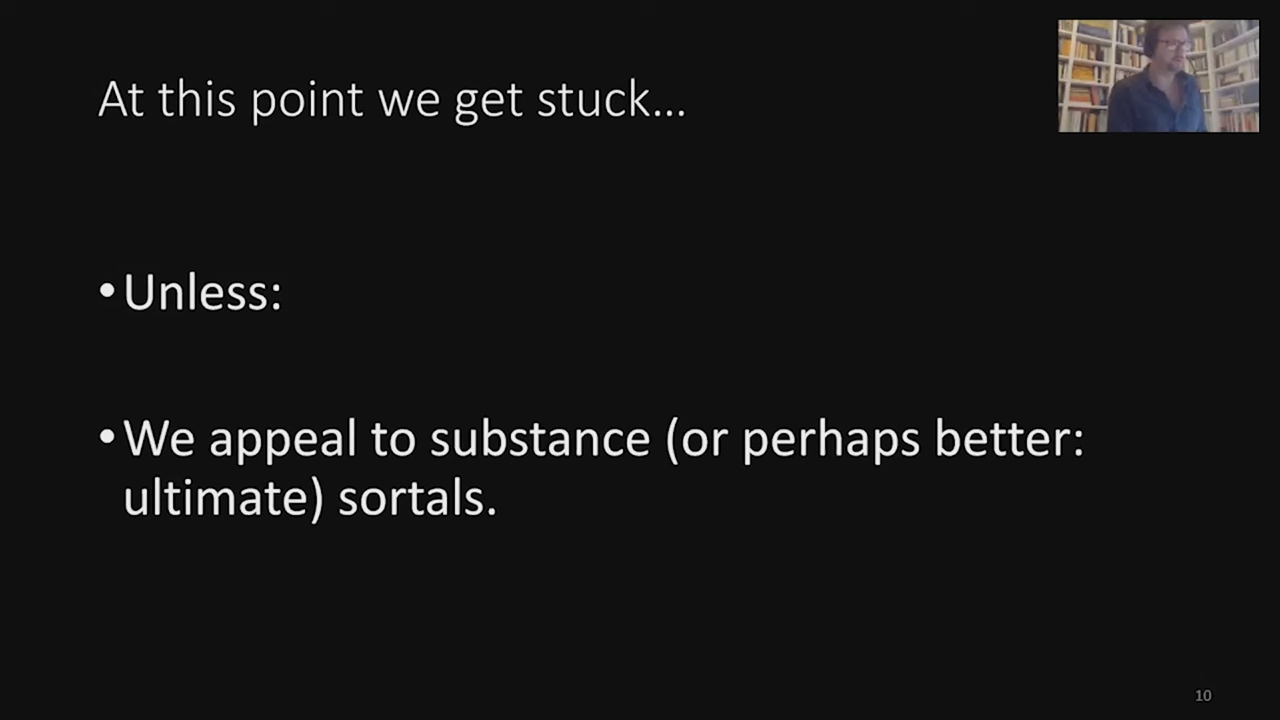 At this point we get stuck...
•Unless:
•We appeal to substance (or perhaps better:
ultimate) sortals.
10